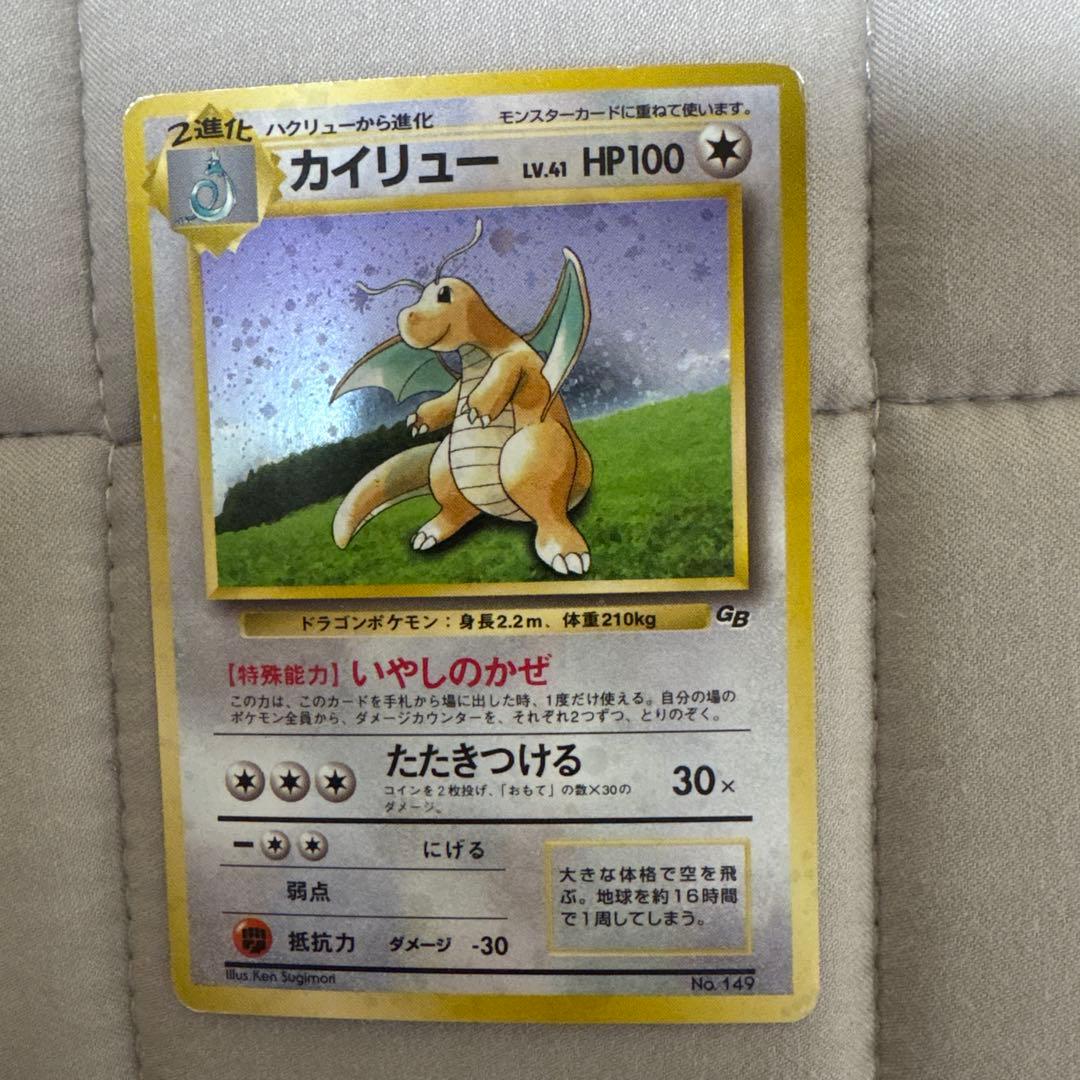 2進化 ハクリューから進化 モンスターカードに重ねて使います。
カイリュー LV.41 HP100
ドラゴンポケモン：身長2.2m、体重210kg GB
【特殊能力】いやしのかぜ
この力は、このカードを手札から場に出した時、1度だけ使える。自分の場の
ポケモン全員から、ダメージカウンターを、それぞれ2つずつ、とりのぞく。
たたきつける 30×
コインを2枚投げ、「おもて」の数×30の
ダメージ。
ー にげる
弱点
抵抗力 ダメージ -30
大きな体格で空を飛
ぶ。地球を約16時間
で1周してしまう。
Illus. Ken Sugimori No. 149